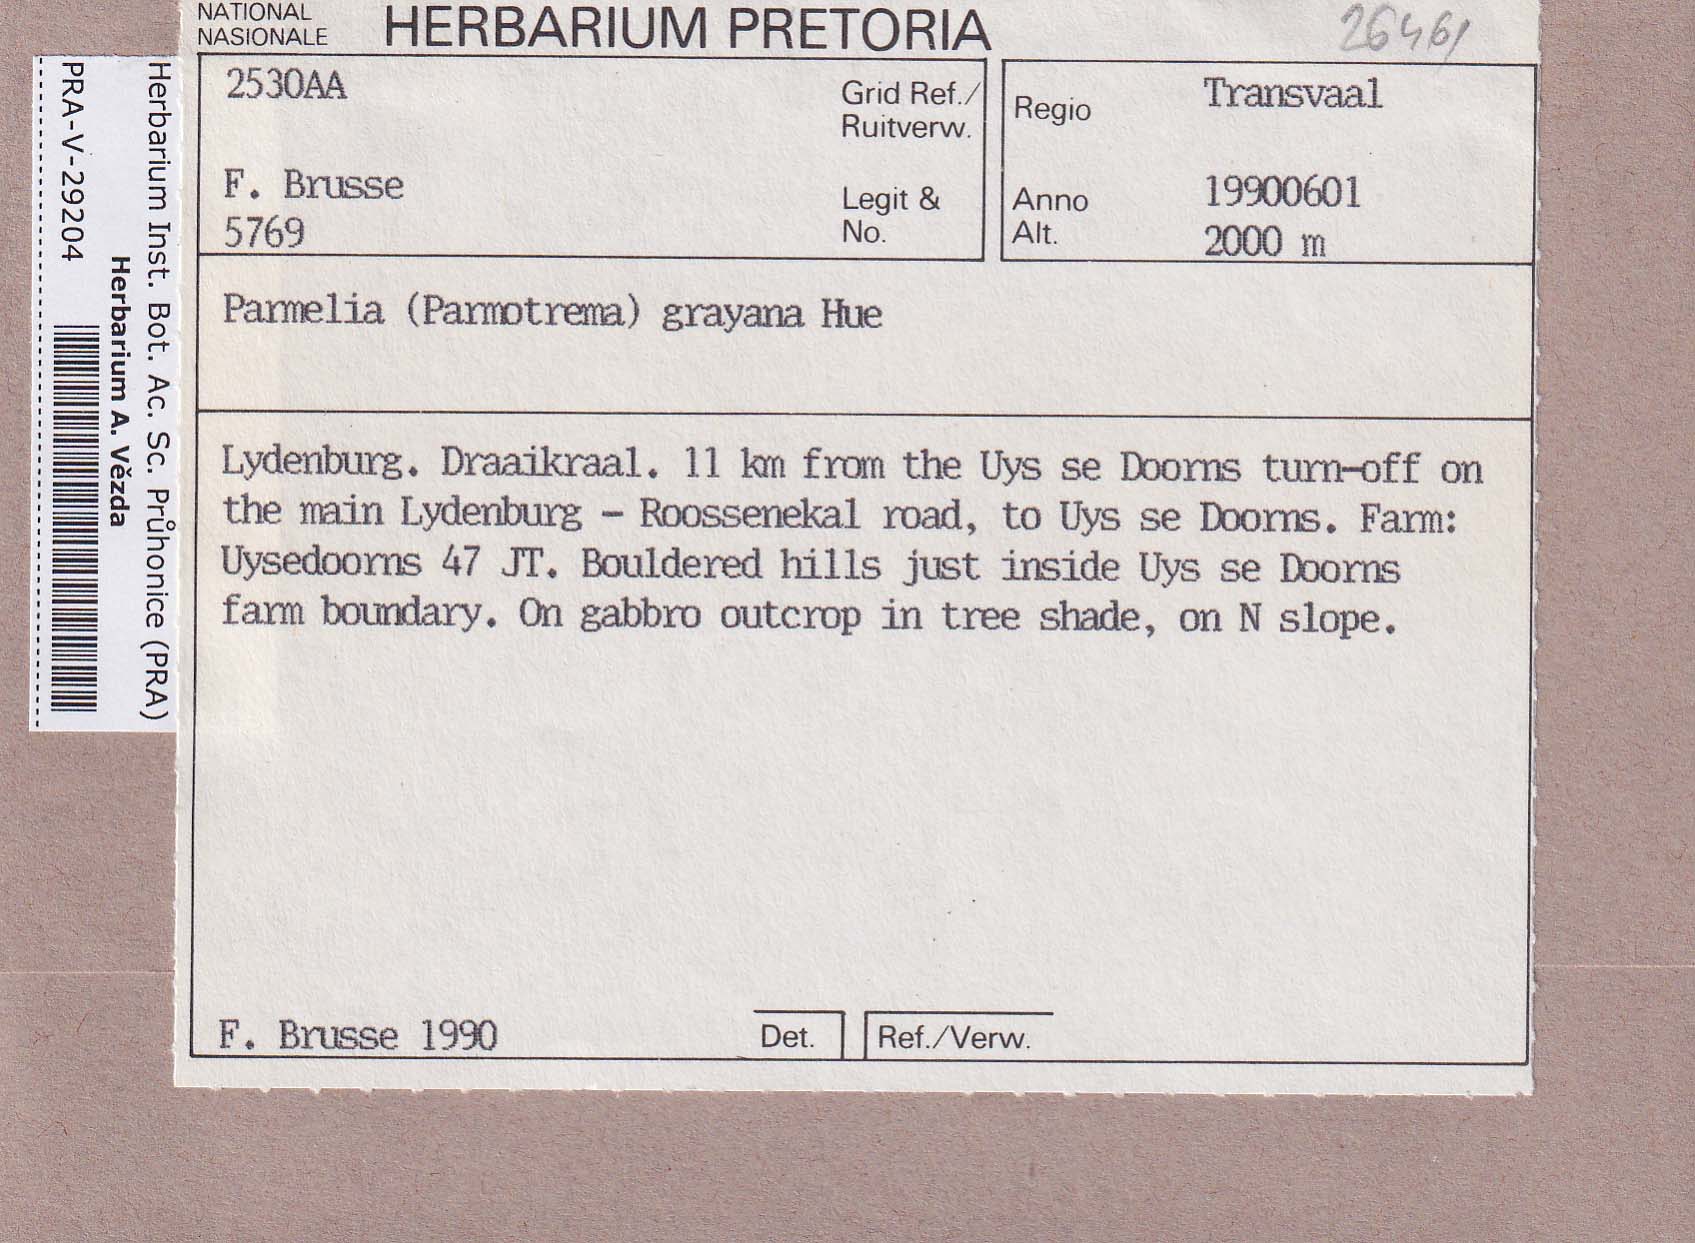 NATIONAL
NASIONALE
HERBARIUM PRETORIA
26461
2530AA
Grid Ref./
Ruitverw.
F. Brusse
5769
Legit &
No.
Regio
Transvaal
Anno
19900601
Alt.
2000 m
Parmelia (Parmotrema) grayana Hue
Lydenburg. Draaikraal. 11 km from the Uys se Doorns turn-off on
the main Lydenburg - Roossenekal road, to Uys se Doorns. Farm:
Uysedoorns 47 JT. Bouldered hills just inside Uys se Doorns
farm boundary. On gabbro outcrop in tree shade, on N slope.
F. Brusse 1990
Det.
Ref./Verw.
Herbarium Inst. Bot. Ac. Sc. Průhonice (PRA)
Herbarium A. Vězda
PRA-V-29204